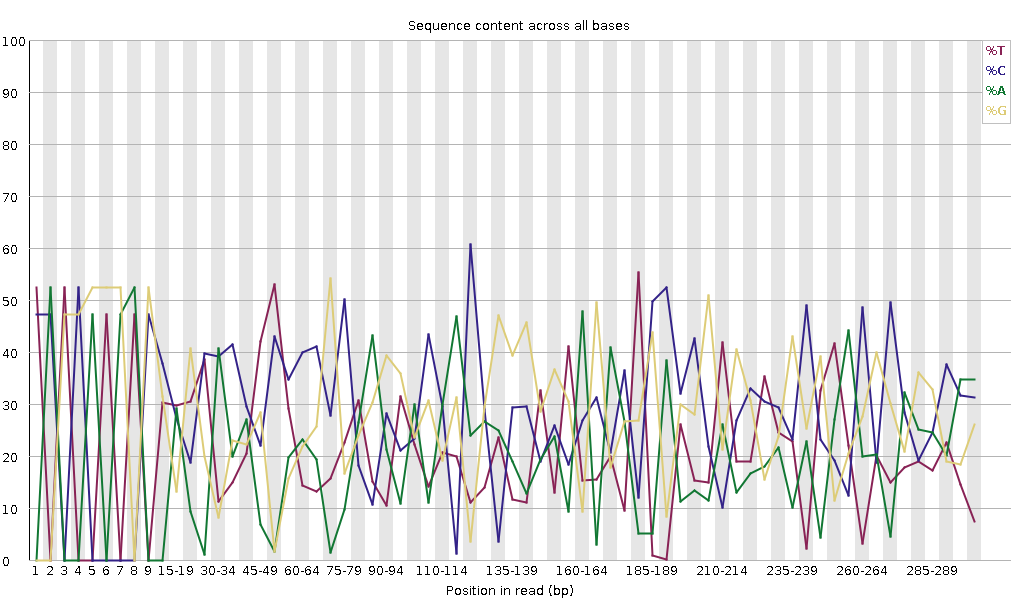 Sequence content across all bases
%T
%C
%A
%G
100
90
80
70
60
50
40
30
20
10
0
1 2 3 4 5 6 7 8 9 15-19 30-34 45-49 60-64 75-79 90-94 110-114 135-139 160-164 185-189 210-214 235-239 260-264 285-289
Position in read (bp)